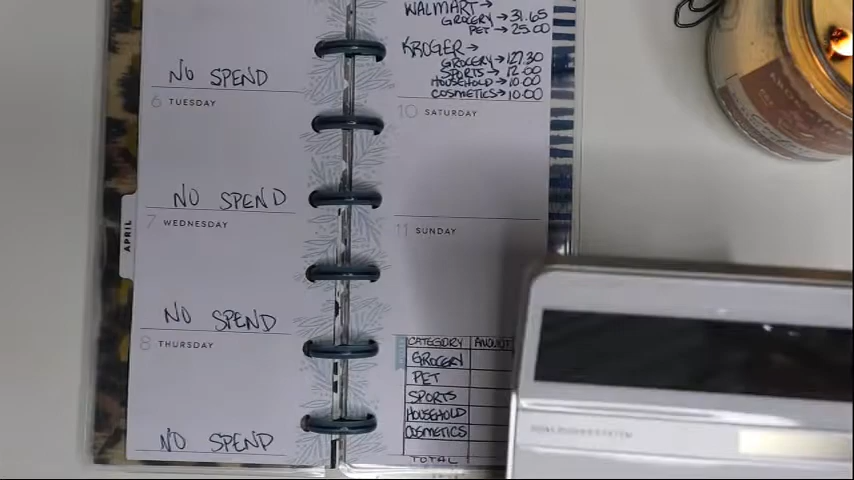 NO SPEND
6 TUESDAY
NO SPEND
7 WEDNESDAY
NO SPEND
8 THURSDAY
NO SPEND
APRIL
WALMART→
GROCERY→31.65
PET→25.00
KROGER→
GROCERY→127.30
SPORTS→12.00
HOUSEHOLD→10.00
COSMETICS→10.00
10 SATURDAY
11 SUNDAY
CATEGORY AMOUNT
GROCERY
PET
SPORTS
HOUSEHOLD
COSMETICS
TOTAL